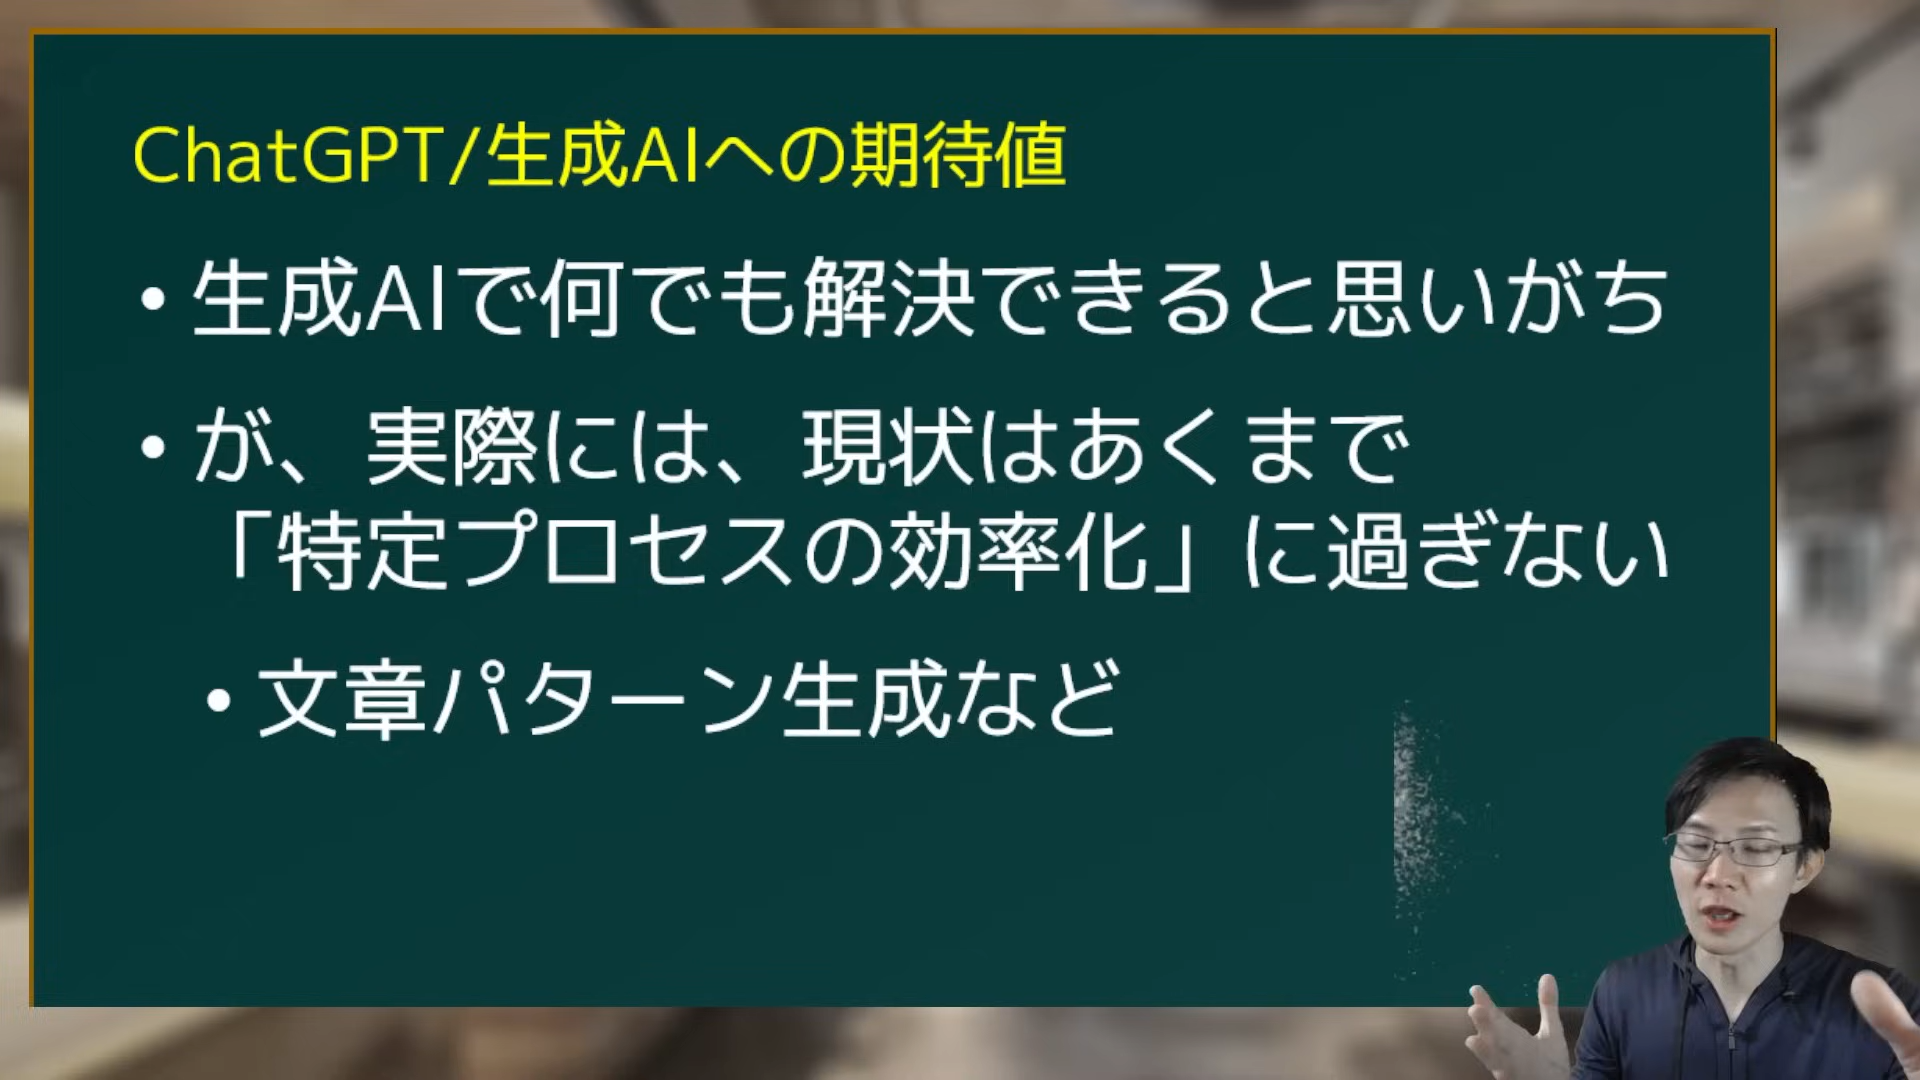 ChatGPT/生成AIへの期待値
• 生成AIで何でも解決できると思いがち
• が、実際には、現状はあくまで
「特定プロセスの効率化」に過ぎない
• 文章パターン生成など